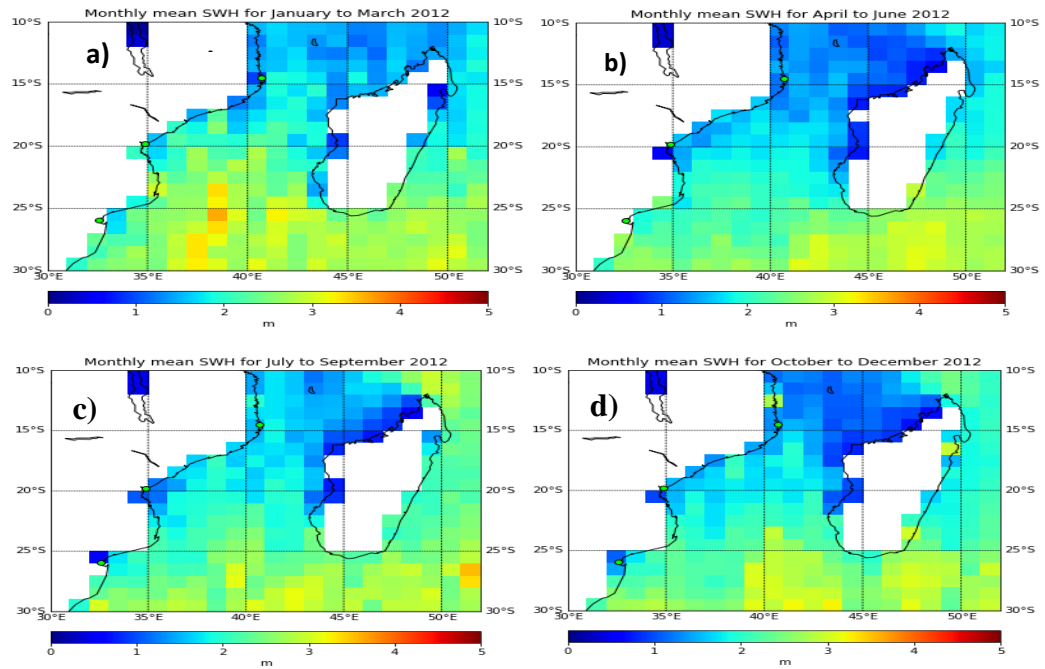 Monthly mean SWH for January to March 2012
a)
10°S 10°S
15°S 15°S
20°S 20°S
25°S 25°S
30°S 30°S
30°E 35°E 40°E 45°E 50°E
0 1 2 3 4 5
m
Monthly mean SWH for April to June 2012
b)
10°S 10°S
15°S 15°S
20°S 20°S
25°S 25°S
30°S 30°S
30°E 35°E 40°E 45°E 50°E
0 1 2 3 4 5
m
Monthly mean SWH for July to September 2012
c)
10°S 10°S
15°S 15°S
20°S 20°S
25°S 25°S
30°S 30°S
30°E 35°E 40°E 45°E 50°E
0 1 2 3 4 5
m
Monthly mean SWH for October to December 2012
d)
10°S 10°S
15°S 15°S
20°S 20°S
25°S 25°S
30°S 30°S
30°E 35°E 40°E 45°E 50°E
0 1 2 3 4 5
m